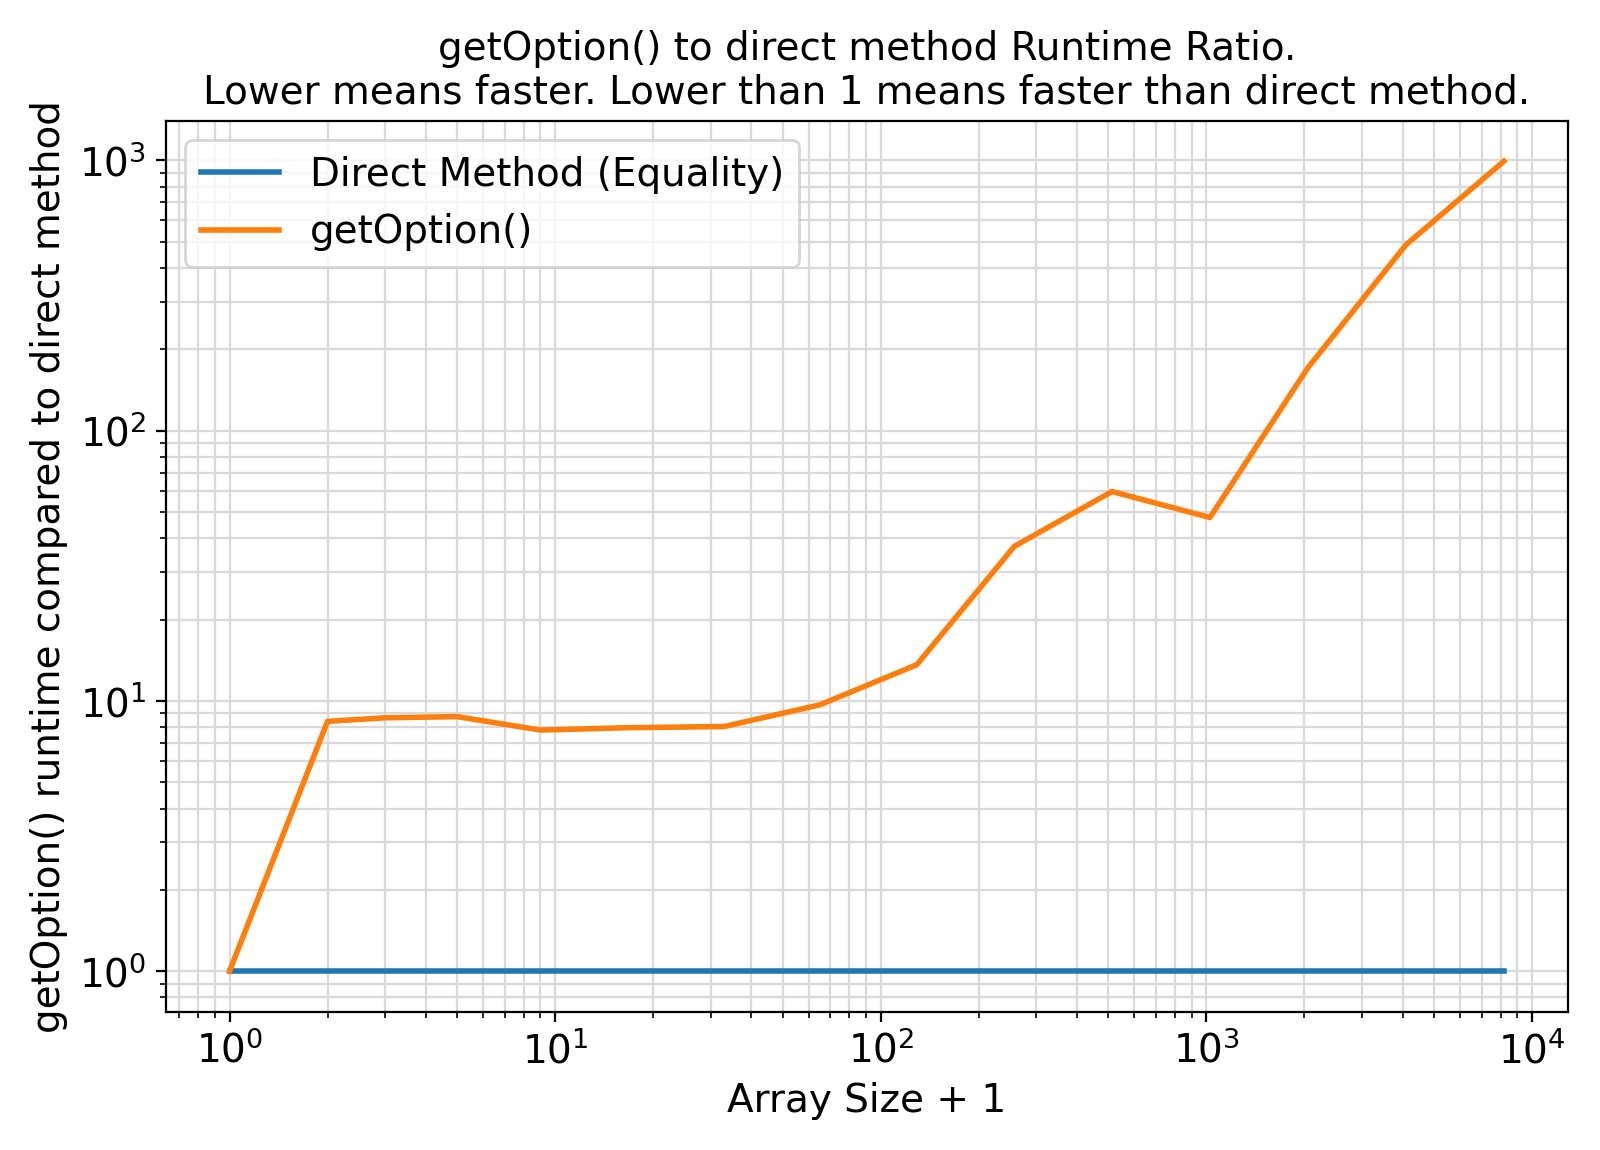 getOption() to direct method Runtime Ratio.
Lower means faster. Lower than 1 means faster than direct method.
getOption() runtime compared to direct method
10³
10²
10¹
10⁰
Direct Method (Equality)
getOption()
10⁰ 10¹ 10² 10³ 10⁴
Array Size + 1